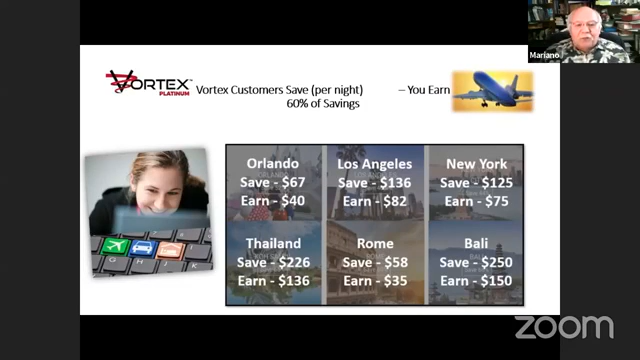 VORTEX™
PLATINUM
Vortex Customers Save (per night) – You Earn
60% of Savings
Orlando
Save - $67
Earn - $40
Los Angeles
Save - $136
Earn - $82
New York
Save - $125
Earn - $75
Thailand
Save - $226
Earn - $136
Rome
Save - $58
Earn - $35
Bali
Save - $250
Earn - $150
G H J
Mariano
zoom